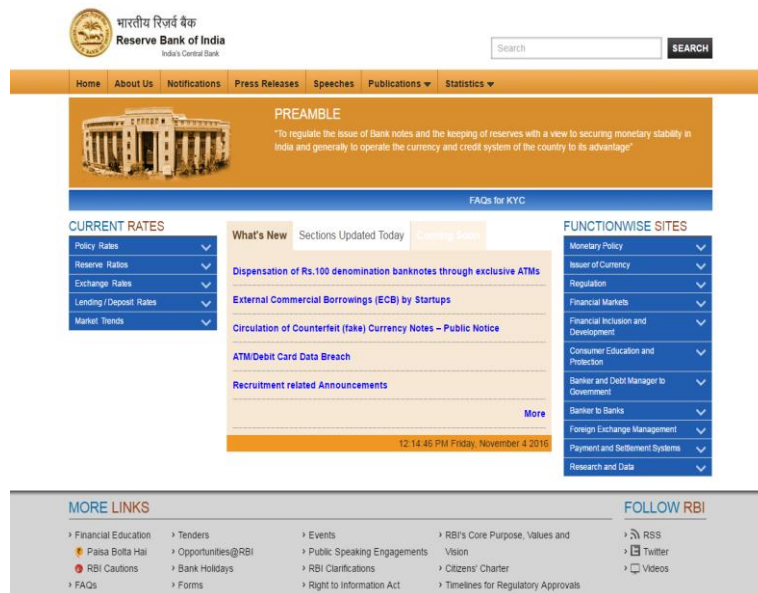 भारतीय रिज़र्व बैंक
Reserve Bank of India
India's Central Bank
Search
SEARCH
Home About Us Notifications Press Releases Speeches Publications Statistics
PREAMBLE
"To regulate the issue of Bank notes and the keeping of reserves with a view to securing monetary stability in
India and generally to operate the currency and credit system of the country to its advantage"
FAQs for KYC
CURRENT RATES
Policy Rates
Reserve Ratios
Exchange Rates
Lending / Deposit Rates
Market Trends
What's New Sections Updated Today Coming Soon
Dispensation of Rs.100 denomination banknotes through exclusive ATMs
External Commercial Borrowings (ECB) by Startups
Circulation of Counterfeit (fake) Currency Notes – Public Notice
ATM/Debit Card Data Breach
Recruitment related Announcements
More
12:14:46 PM Friday, November 4 2016
FUNCTIONWISE SITES
Monetary Policy
Issuer of Currency
Regulation
Financial Markets
Financial Inclusion and
Development
Consumer Education and
Protection
Banker and Debt Manager to
Government
Banker to Banks
Foreign Exchange Management
Payment and Settlement Systems
Research and Data
MORE LINKS
› Financial Education
Paisa Bolta Hai
RBI Cautions
› FAQs
› Tenders
› Opportunities@RBI
› Bank Holidays
› Forms
› Events
› Public Speaking Engagements
› RBI Clarifications
› Right to Information Act
› RBI's Core Purpose, Values and
Vision
› Citizens' Charter
› Timelines for Regulatory Approvals
FOLLOW RBI
› RSS
› Twitter
› Videos